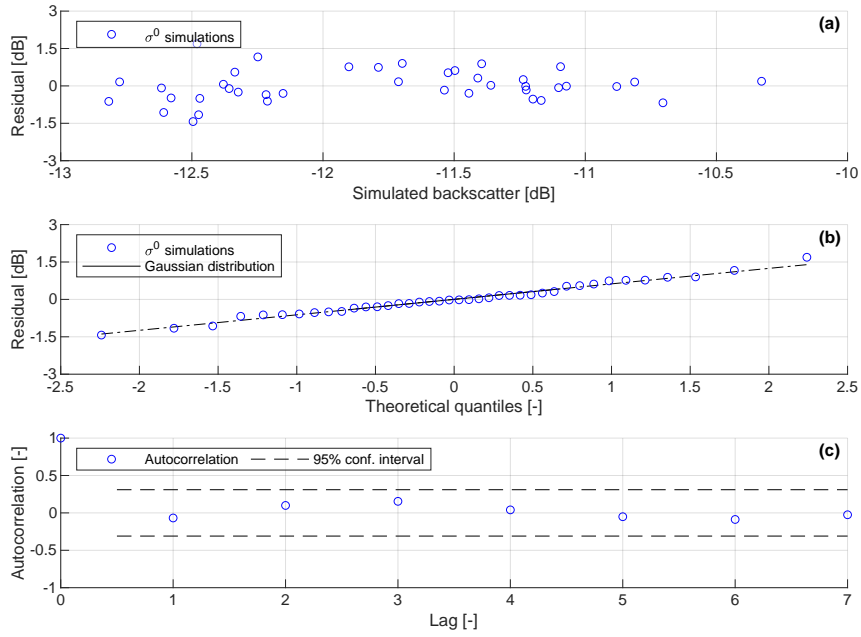 (a)
σ⁰ simulations
Residual [dB]
3
1.5
0
-1.5
-3
-13 -12.5 -12 -11.5 -11 -10.5 -10
Simulated backscatter [dB]
(b)
σ⁰ simulations
Gaussian distribution
Residual [dB]
3
1.5
0
-1.5
-3
-2.5 -2 -1.5 -1 -0.5 0 0.5 1 1.5 2 2.5
Theoretical quantiles [-]
(c)
Autocorrelation 95% conf. interval
Autocorrelation [-]
1
0.5
0
-0.5
-1
0 1 2 3 4 5 6 7
Lag [-]